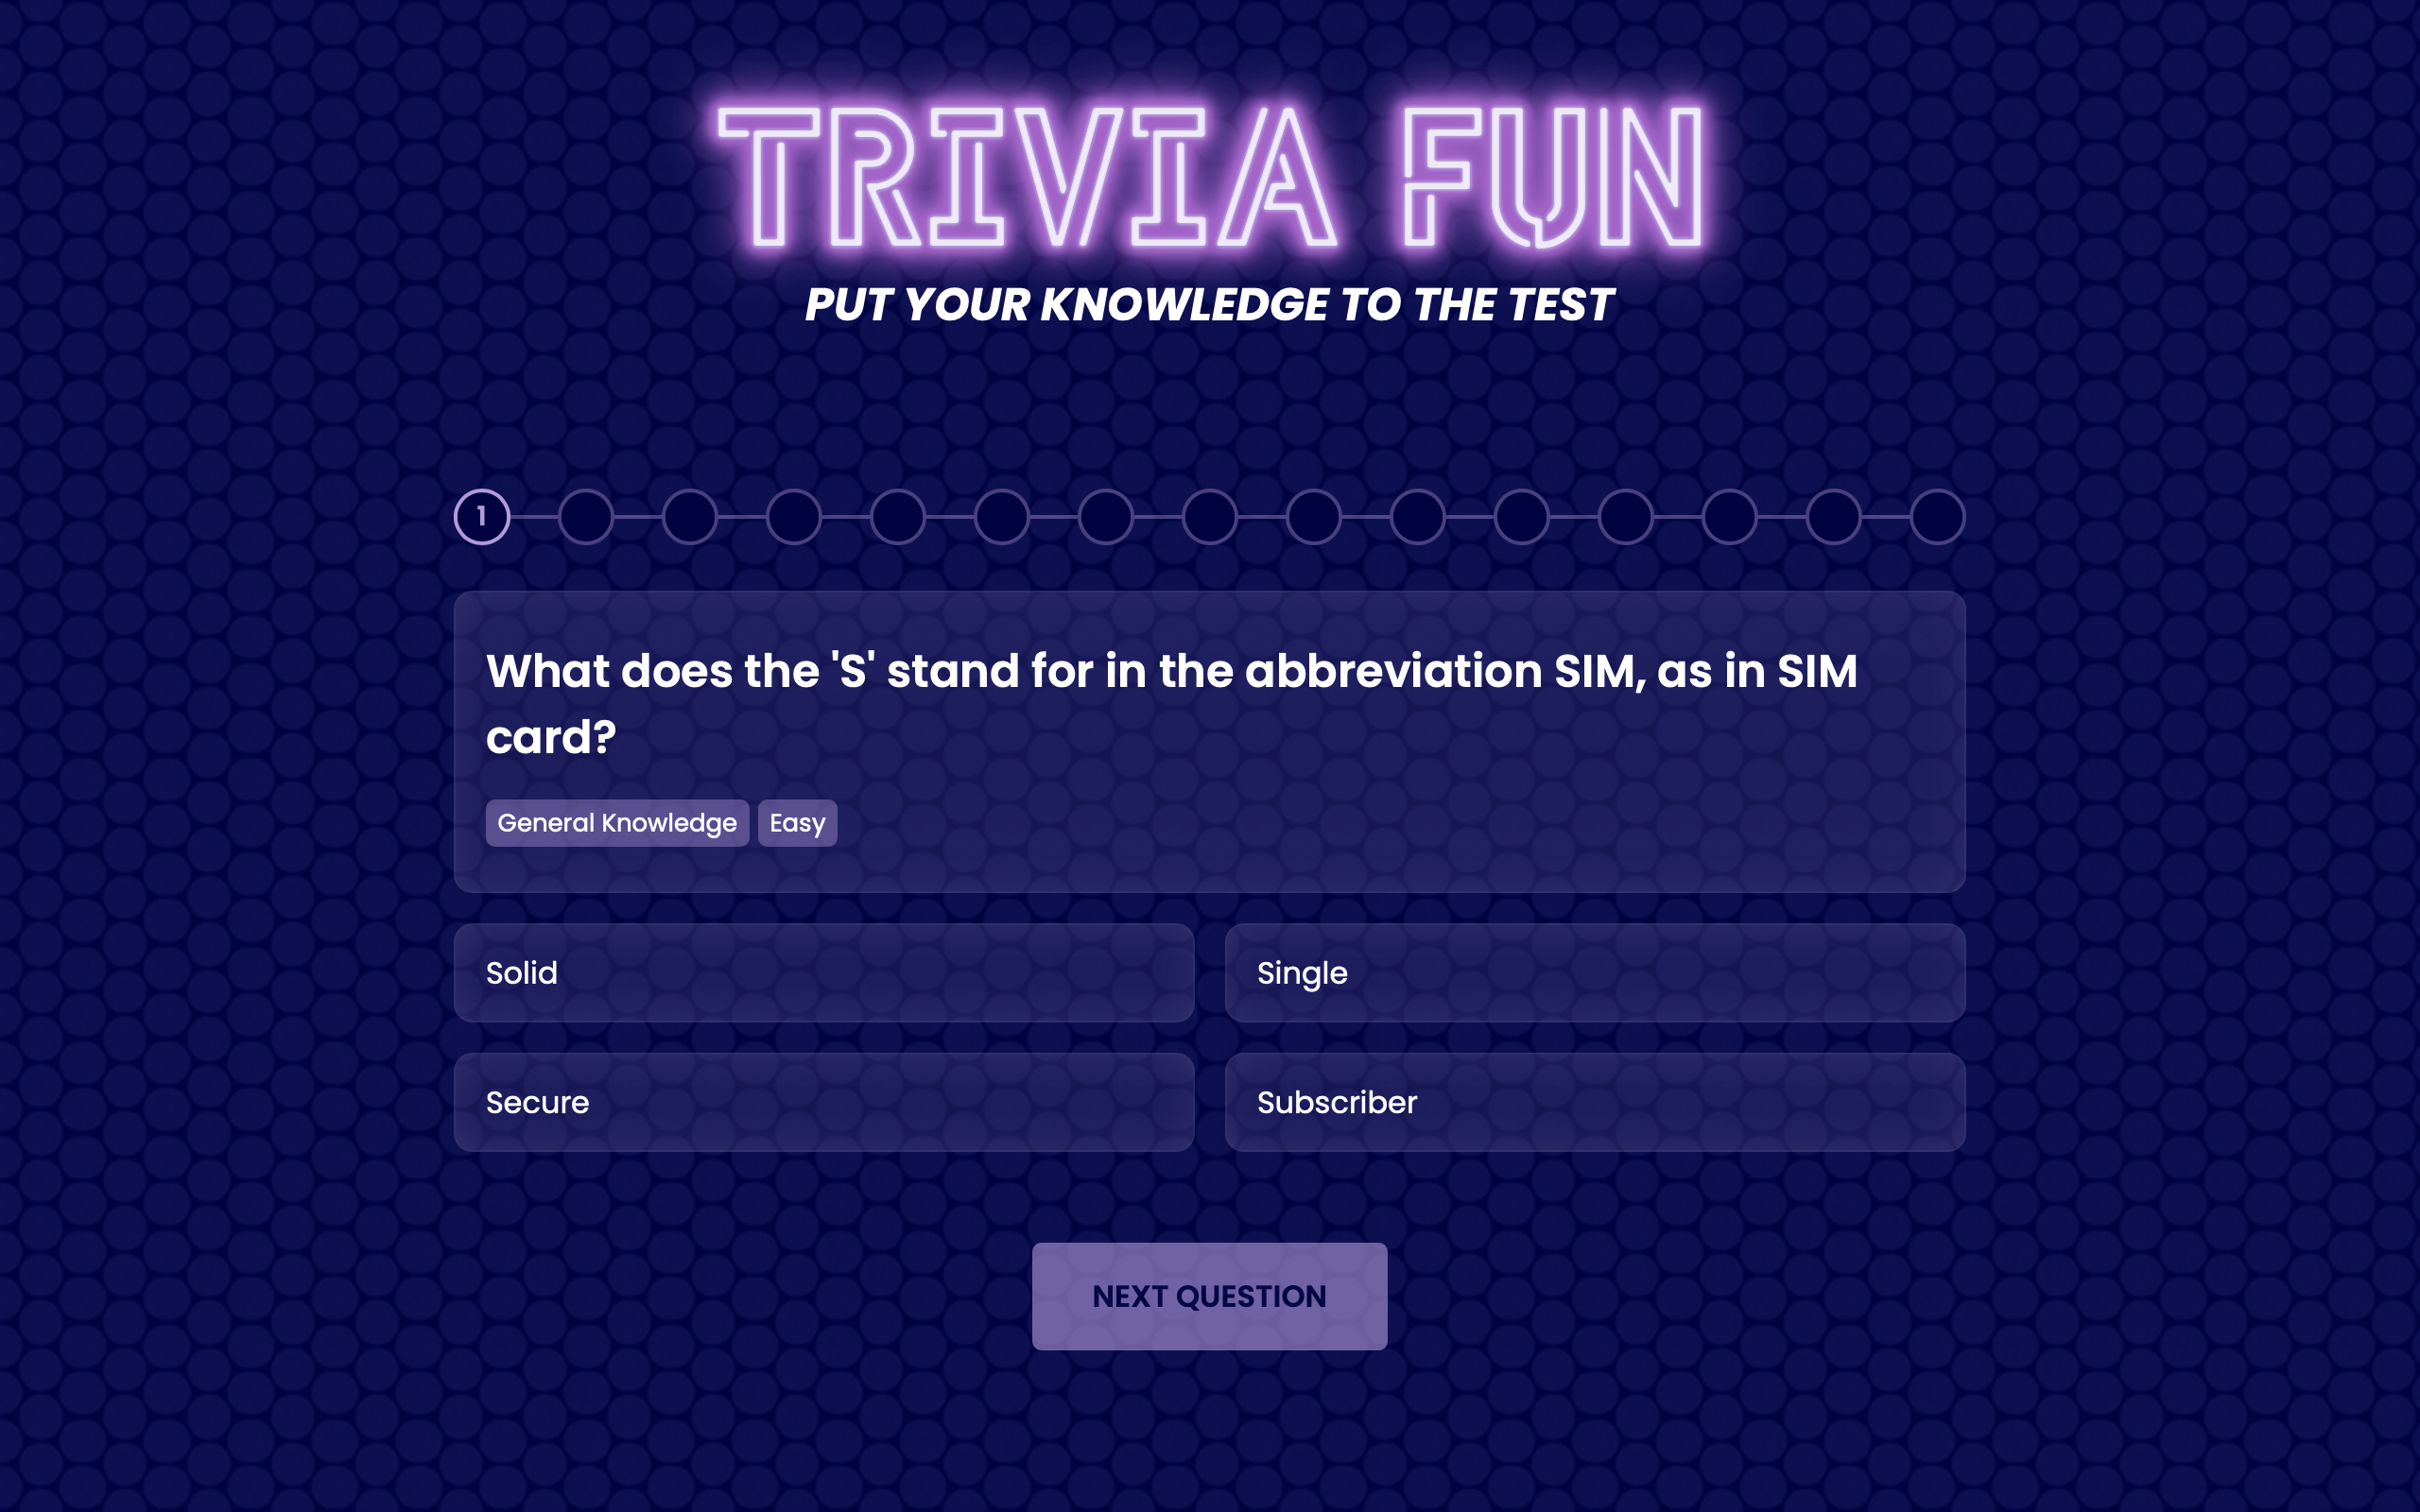 TRIVIA FUN
PUT YOUR KNOWLEDGE TO THE TEST
1
What does the 'S' stand for in the abbreviation SIM, as in SIM
card?
General Knowledge Easy
Solid
Single
Secure
Subscriber
NEXT QUESTION